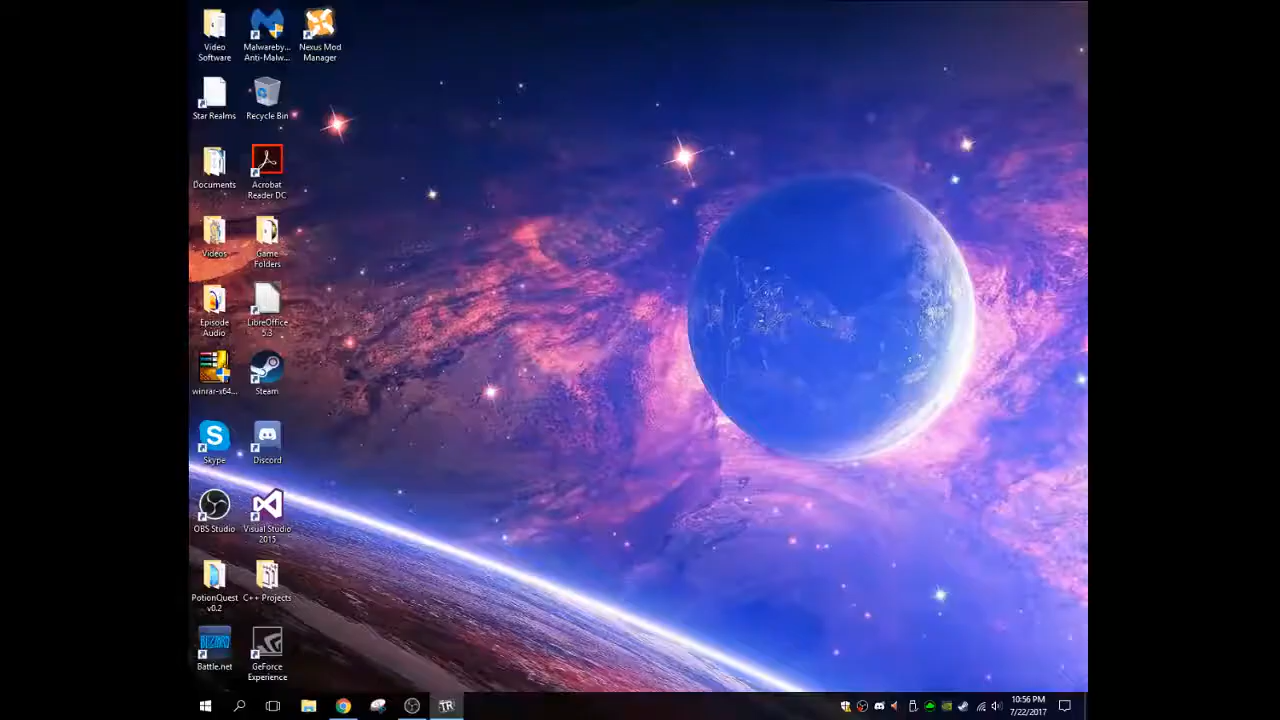 Video
Software
Malwareby...
Anti-Malw...
Nexus Mod
Manager
Star Realms
Recycle Bin
Documents
Acrobat
Reader DC
Videos
Game
Folders
Episode
Audio
LibreOffice
5.3
winrar-x64...
Steam
Skype
Discord
OBS Studio
Visual Studio
2015
PotionQuest
v0.2
C++ Projects
BLIZZARD
Battle.net
GeForce
Experience
TR
10:56 PM
7/22/2017